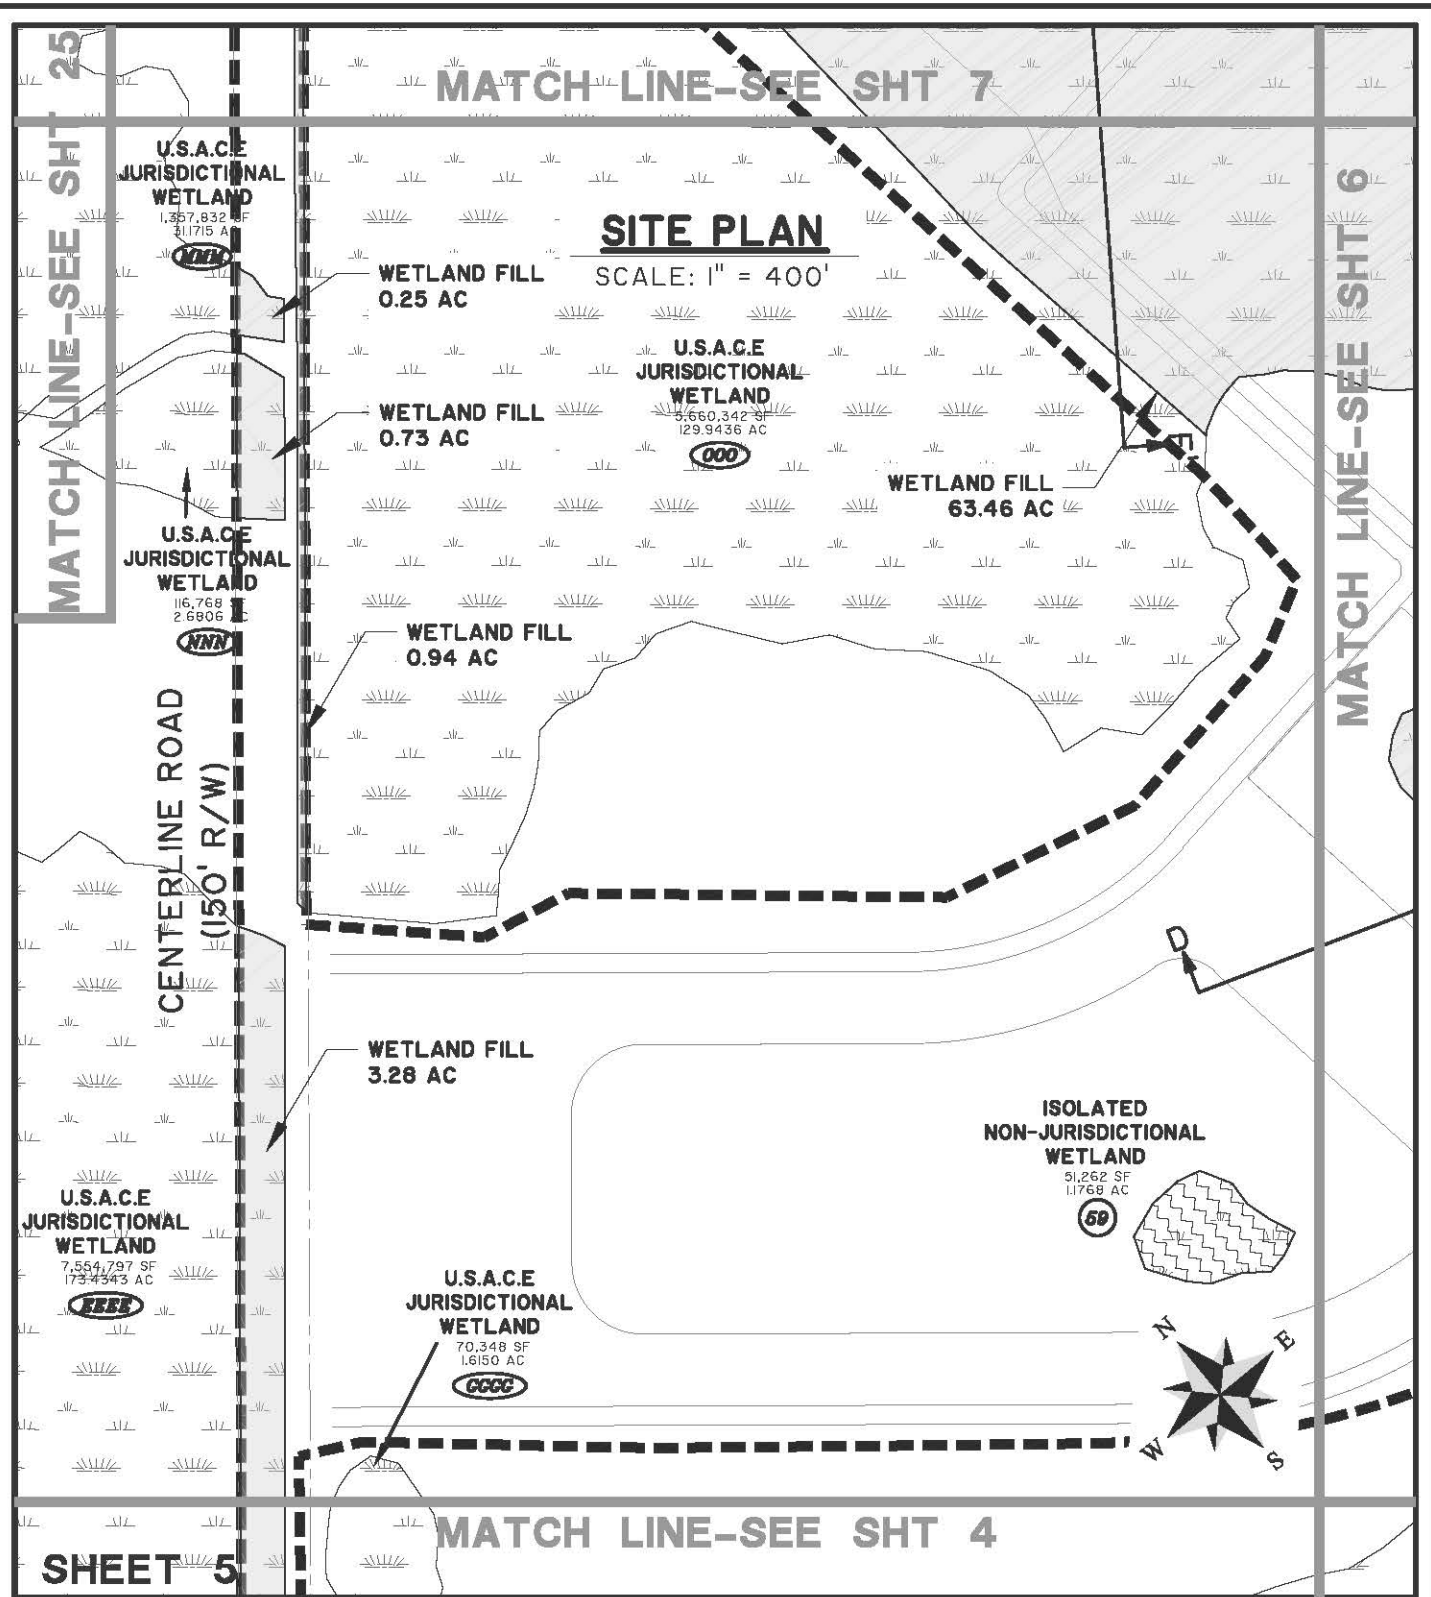 MATCH LINE-SEE SHT 25
MATCH LINE-SEE SHT 7
MATCH LINE-SEE SHT 6
U.S.A.C.E
JURISDICTIONAL
WETLAND
1,357,832 SF
31.1715 AC
MMM
SITE PLAN
SCALE: 1" = 400'
WETLAND FILL
0.25 AC
U.S.A.C.E
JURISDICTIONAL
WETLAND
5,660,342 SF
129.9436 AC
OOO
WETLAND FILL
0.73 AC
WETLAND FILL
63.46 AC
U.S.A.C.E
JURISDICTIONAL
WETLAND
116,768 SF
2.6806 AC
NNN
WETLAND FILL
0.94 AC
CENTERLINE ROAD
(150' R/W)
D
WETLAND FILL
3.28 AC
ISOLATED
NON-JURISDICTIONAL
WETLAND
51,262 SF
1.1768 AC
59
U.S.A.C.E
JURISDICTIONAL
WETLAND
7,554,797 SF
173.4343 AC
EEEE
U.S.A.C.E
JURISDICTIONAL
WETLAND
70,348 SF
1.6150 AC
GGGG
N
E
W
S
MATCH LINE-SEE SHT 4
SHEET 5